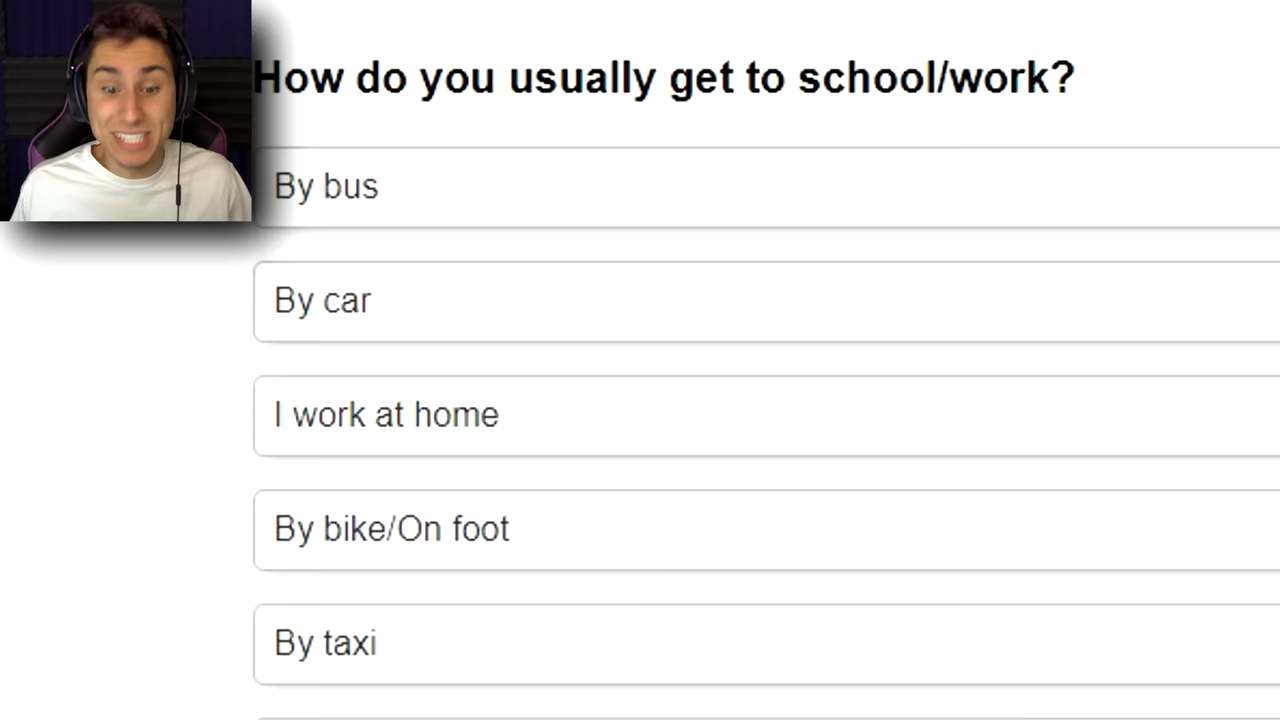 How do you usually get to school/work?
By bus
By car
I work at home
By bike/On foot
By taxi